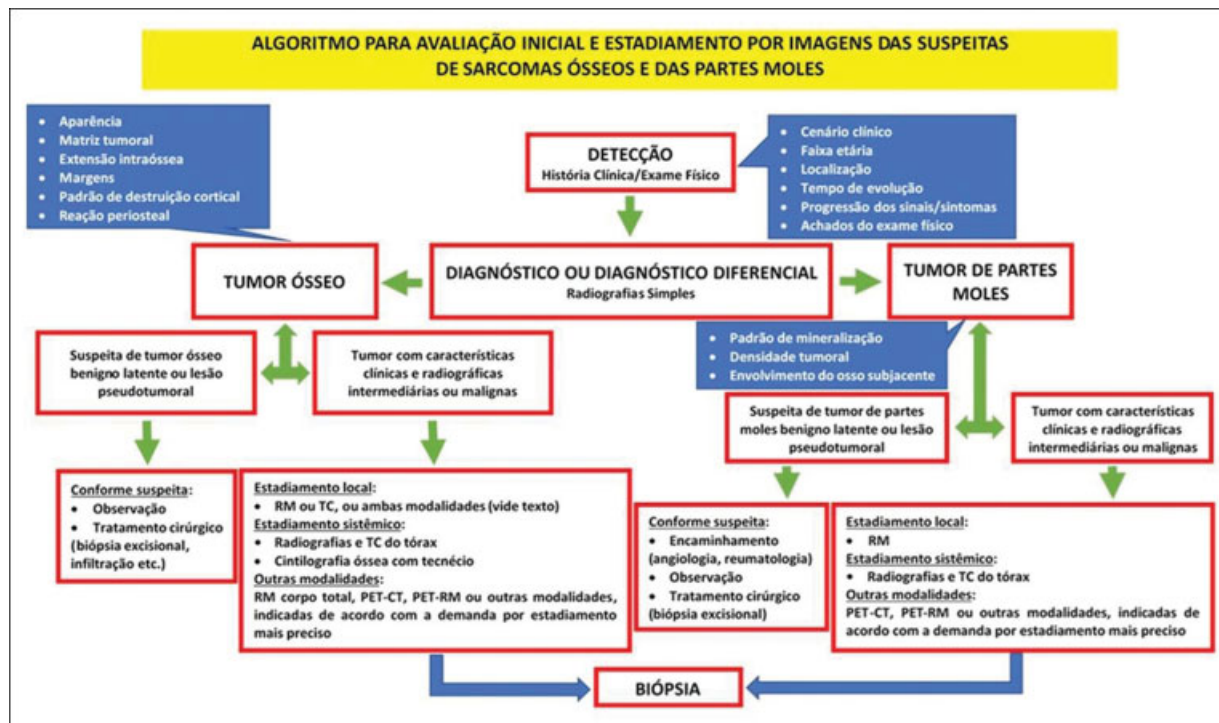 ALGORITMO PARA AVALIAÇÃO INICIAL E ESTADIAMENTO POR IMAGENS DAS SUSPEITAS
DE SARCOMAS ÓSSEOS E DAS PARTES MOLES
• Aparência
• Matriz tumoral
• Extensão intraóssea
• Margens
• Padrão de destruição cortical
• Reação periosteal
DETECÇÃO
História Clínica/Exame Físico
• Cenário clínico
• Faixa etária
• Localização
• Tempo de evolução
• Progressão dos sinais/sintomas
• Achados do exame físico
TUMOR ÓSSEO
DIAGNÓSTICO OU DIAGNÓSTICO DIFERENCIAL
Radiografias Simples
TUMOR DE PARTES
MOLES
• Padrão de mineralização
• Densidade tumoral
• Envolvimento do osso subjacente
Suspeita de tumor ósseo
benigno latente ou lesão
pseudotumoral
Tumor com características
clínicas e radiográficas
intermediárias ou malignas
Suspeita de tumor de partes
moles benigno latente ou lesão
pseudotumoral
Tumor com características
clínicas e radiográficas
intermediárias ou malignas
Conforme suspeita:
• Observação
• Tratamento cirúrgico
(biópsia excisional,
infiltração etc.)
Estadiamento local:
• RM ou TC, ou ambas modalidades (vide texto)
Estadiamento sistêmico:
• Radiografias e TC do tórax
• Cintilografia óssea com tecnécio
Outras modalidades:
RM corpo total, PET-CT, PET-RM ou outras modalidades,
indicadas de acordo com a demanda por estadiamento
mais preciso
Conforme suspeita:
• Encaminhamento
(angiologia, reumatologia)
• Observação
• Tratamento cirúrgico
(biópsia excisional)
Estadiamento local:
• RM
Estadiamento sistêmico:
• Radiografias e TC do tórax
Outras modalidades:
PET-CT, PET-RM ou outras modalidades, indicadas de
acordo com a demanda por estadiamento mais preciso
BIÓPSIA